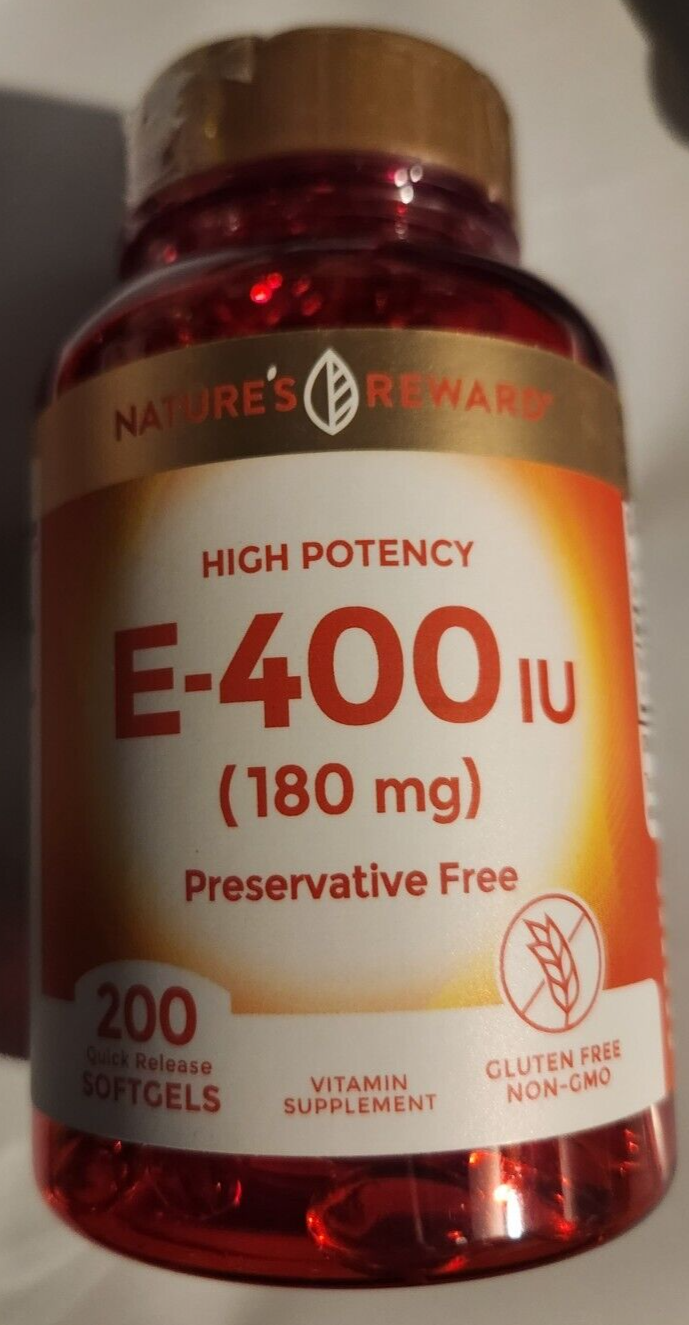 NATURE'S REWARD
HIGH POTENCY
E-400 IU
(180 mg)
Preservative Free
200
Quick Release
SOFTGELS
VITAMIN
SUPPLEMENT
GLUTEN FREE
NON-GMO